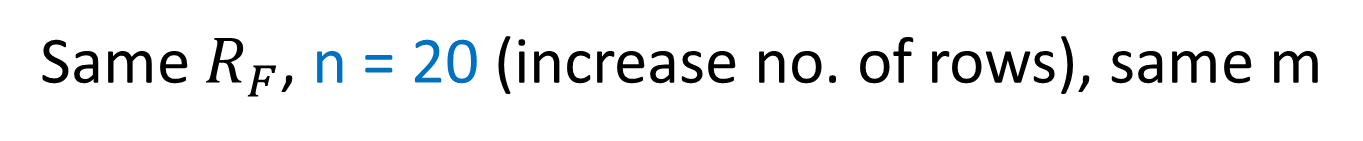 Same R_F, n = 20 (increase no. of rows), same m